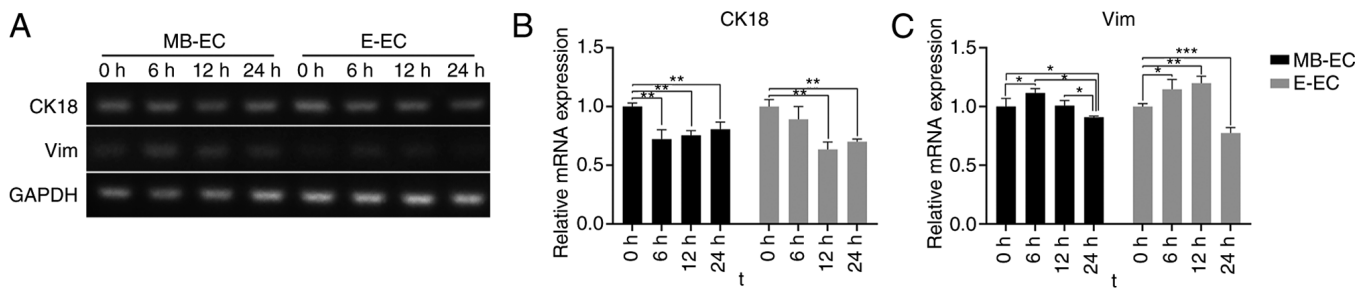 A
MB-EC E-EC
0 h 6 h 12 h 24 h 0 h 6 h 12 h 24 h
CK18
Vim
GAPDH
B
CK18
Relative mRNA expression
1.5
1.0
0.5
0.0
** ** **
** **
0 h 6 h 12 h 24 h 0 h 6 h 12 h 24 h
t
C
Vim
Relative mRNA expression
1.5
1.0
0.5
0.0
* * * *
* ** ***
0 h 6 h 12 h 24 h 0 h 6 h 12 h 24 h
t
MB-EC
E-EC